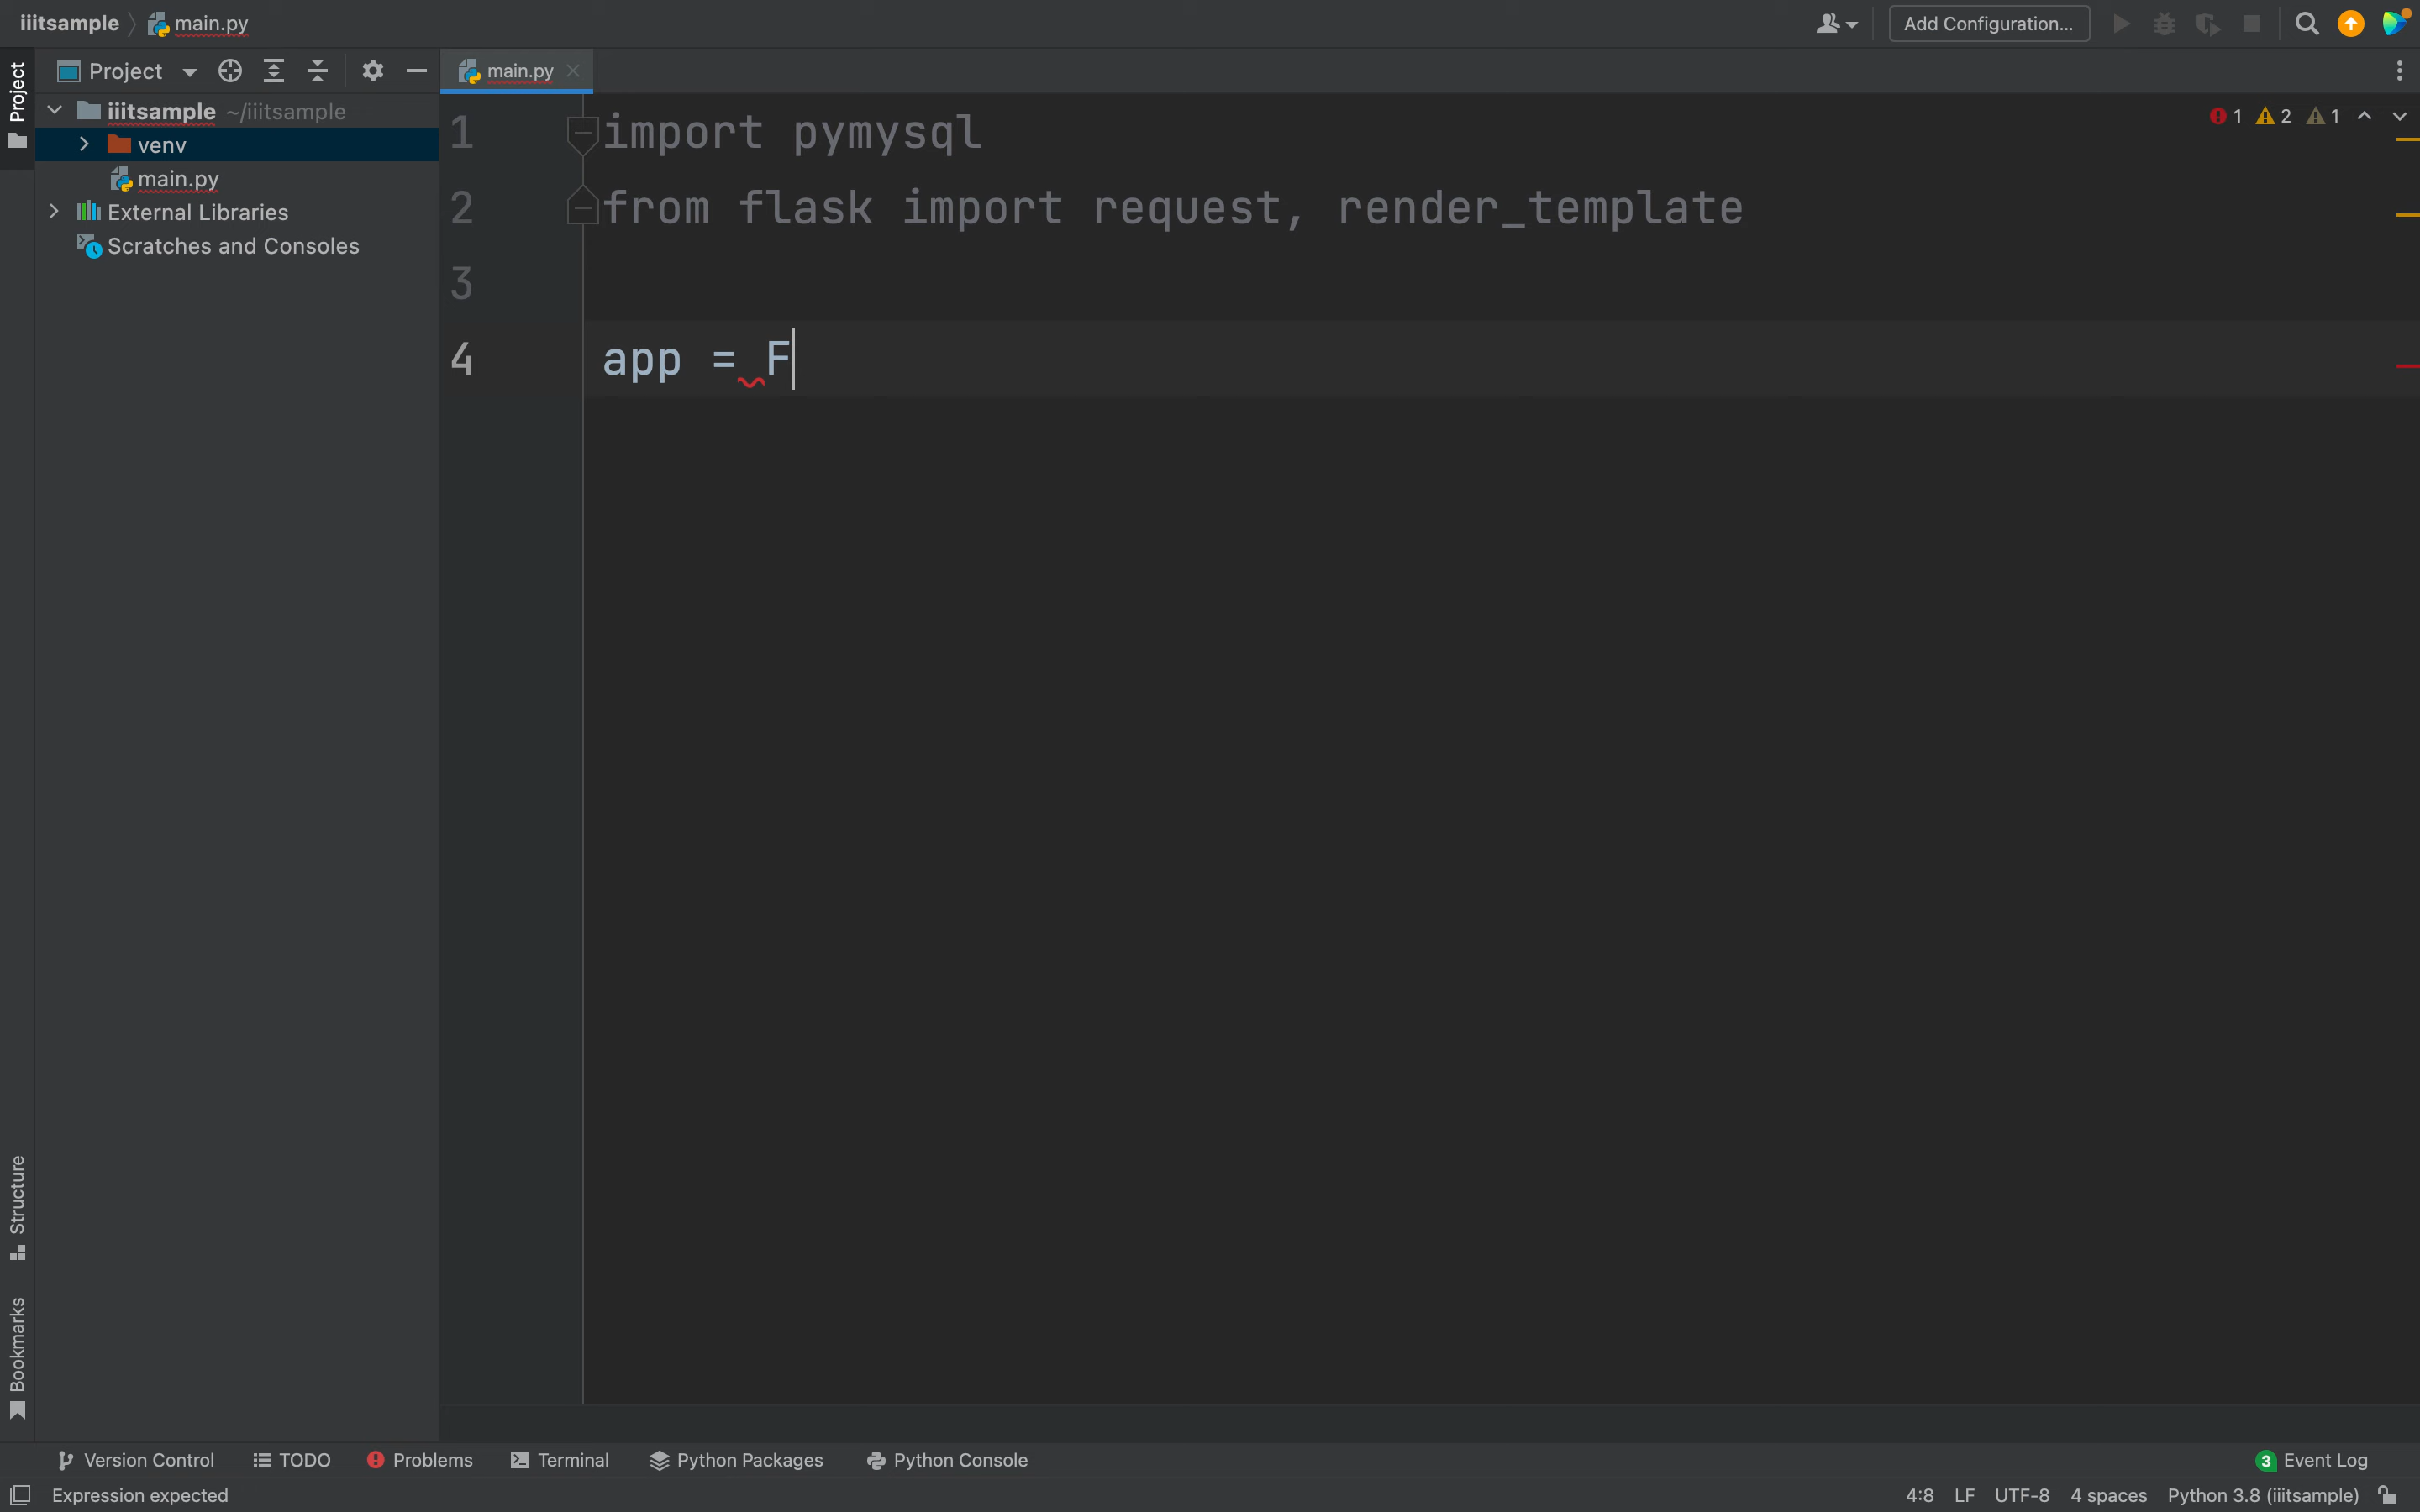 iiitsample
main.py
Add Configuration...
Project
Project
main.py
iiitsample ~/iiitsample
venv
main.py
External Libraries
Scratches and Consoles
1 import pymysql
2 from flask import request, render_template
3
4 app = F
1 2 1
Structure
Bookmarks
Version Control
TODO
Problems
Terminal
Python Packages
Python Console
3 Event Log
Expression expected
4:8 LF UTF-8 4 spaces Python 3.8 (iiitsample)